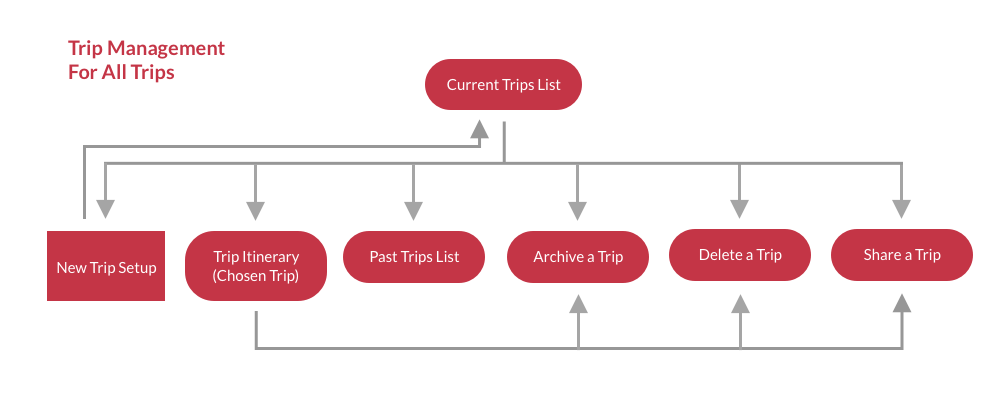 Trip Management
For All Trips
Current Trips List
New Trip Setup
Trip Itinerary
(Chosen Trip)
Past Trips List
Archive a Trip
Delete a Trip
Share a Trip